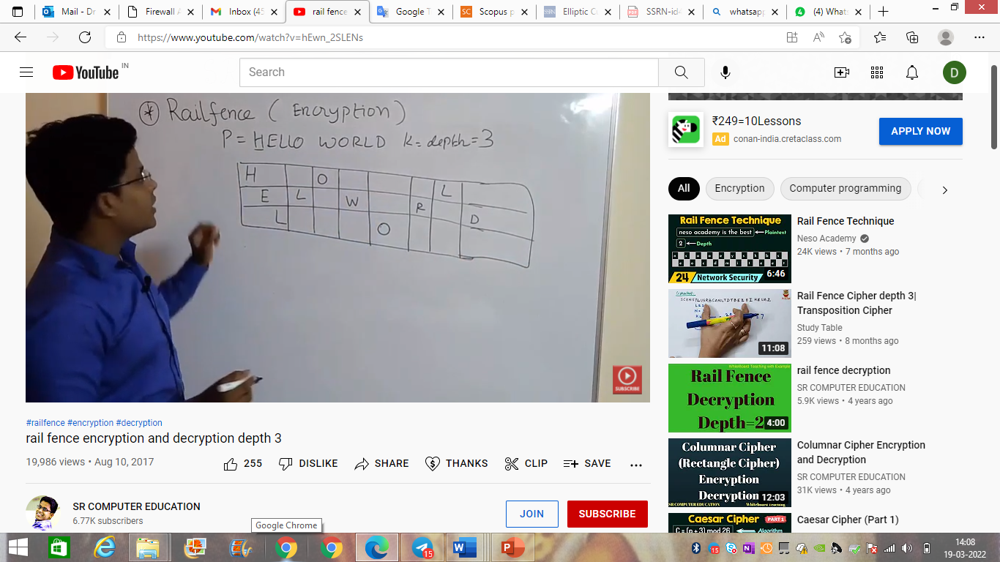 Mail - Dr
Firewall A
Inbox (45
rail fence
Google T
Scopus p
Elliptic Cu
SSRN-id4
whatsapp
(4) Whats
https://www.youtube.com/watch?v=hEwn_2SLENs
YouTube IN
Search
D
* Railfence ( Encryption )
P = HELLO WORLD K = depth = 3
H O L
E L W R
L O D
SUBSCRIBE
#railfence #encryption #decryption
rail fence encryption and decryption depth 3
19,986 views • Aug 10, 2017
255 DISLIKE SHARE THANKS CLIP SAVE
SR COMPUTER EDUCATION
6.77K subscribers
JOIN SUBSCRIBE
Google Chrome
₹249=10Lessons
Ad conan-india.cretaclass.com
APPLY NOW
All Encryption Computer programming
Rail Fence Technique
neso academy is the best Plaintext
2 Depth
24 Network Security
6:46
Rail Fence Technique
Neso Academy
24K views • 7 months ago
11:08
Rail Fence Cipher depth 3|
Transposition Cipher
Study Table
259 views • 8 months ago
WhiteBoard Teaching with Example
Rail Fence
Decryption
Depth=2
4:00
rail fence decryption
SR COMPUTER EDUCATION
5.9K views • 4 years ago
Columnar Cipher
(Rectangle Cipher)
Encryption
Decryption
SR COMPUTER EDUCATION Whiteboard Teaching
12:03
Columnar Cipher Encryption
and Decryption
SR COMPUTER EDUCATION
31K views • 4 years ago
Caesar Cipher PART 1
C = (p + 3) mod 26 Algorithm
Caesar Cipher (Part 1)
15
15
14:08
19-03-2022